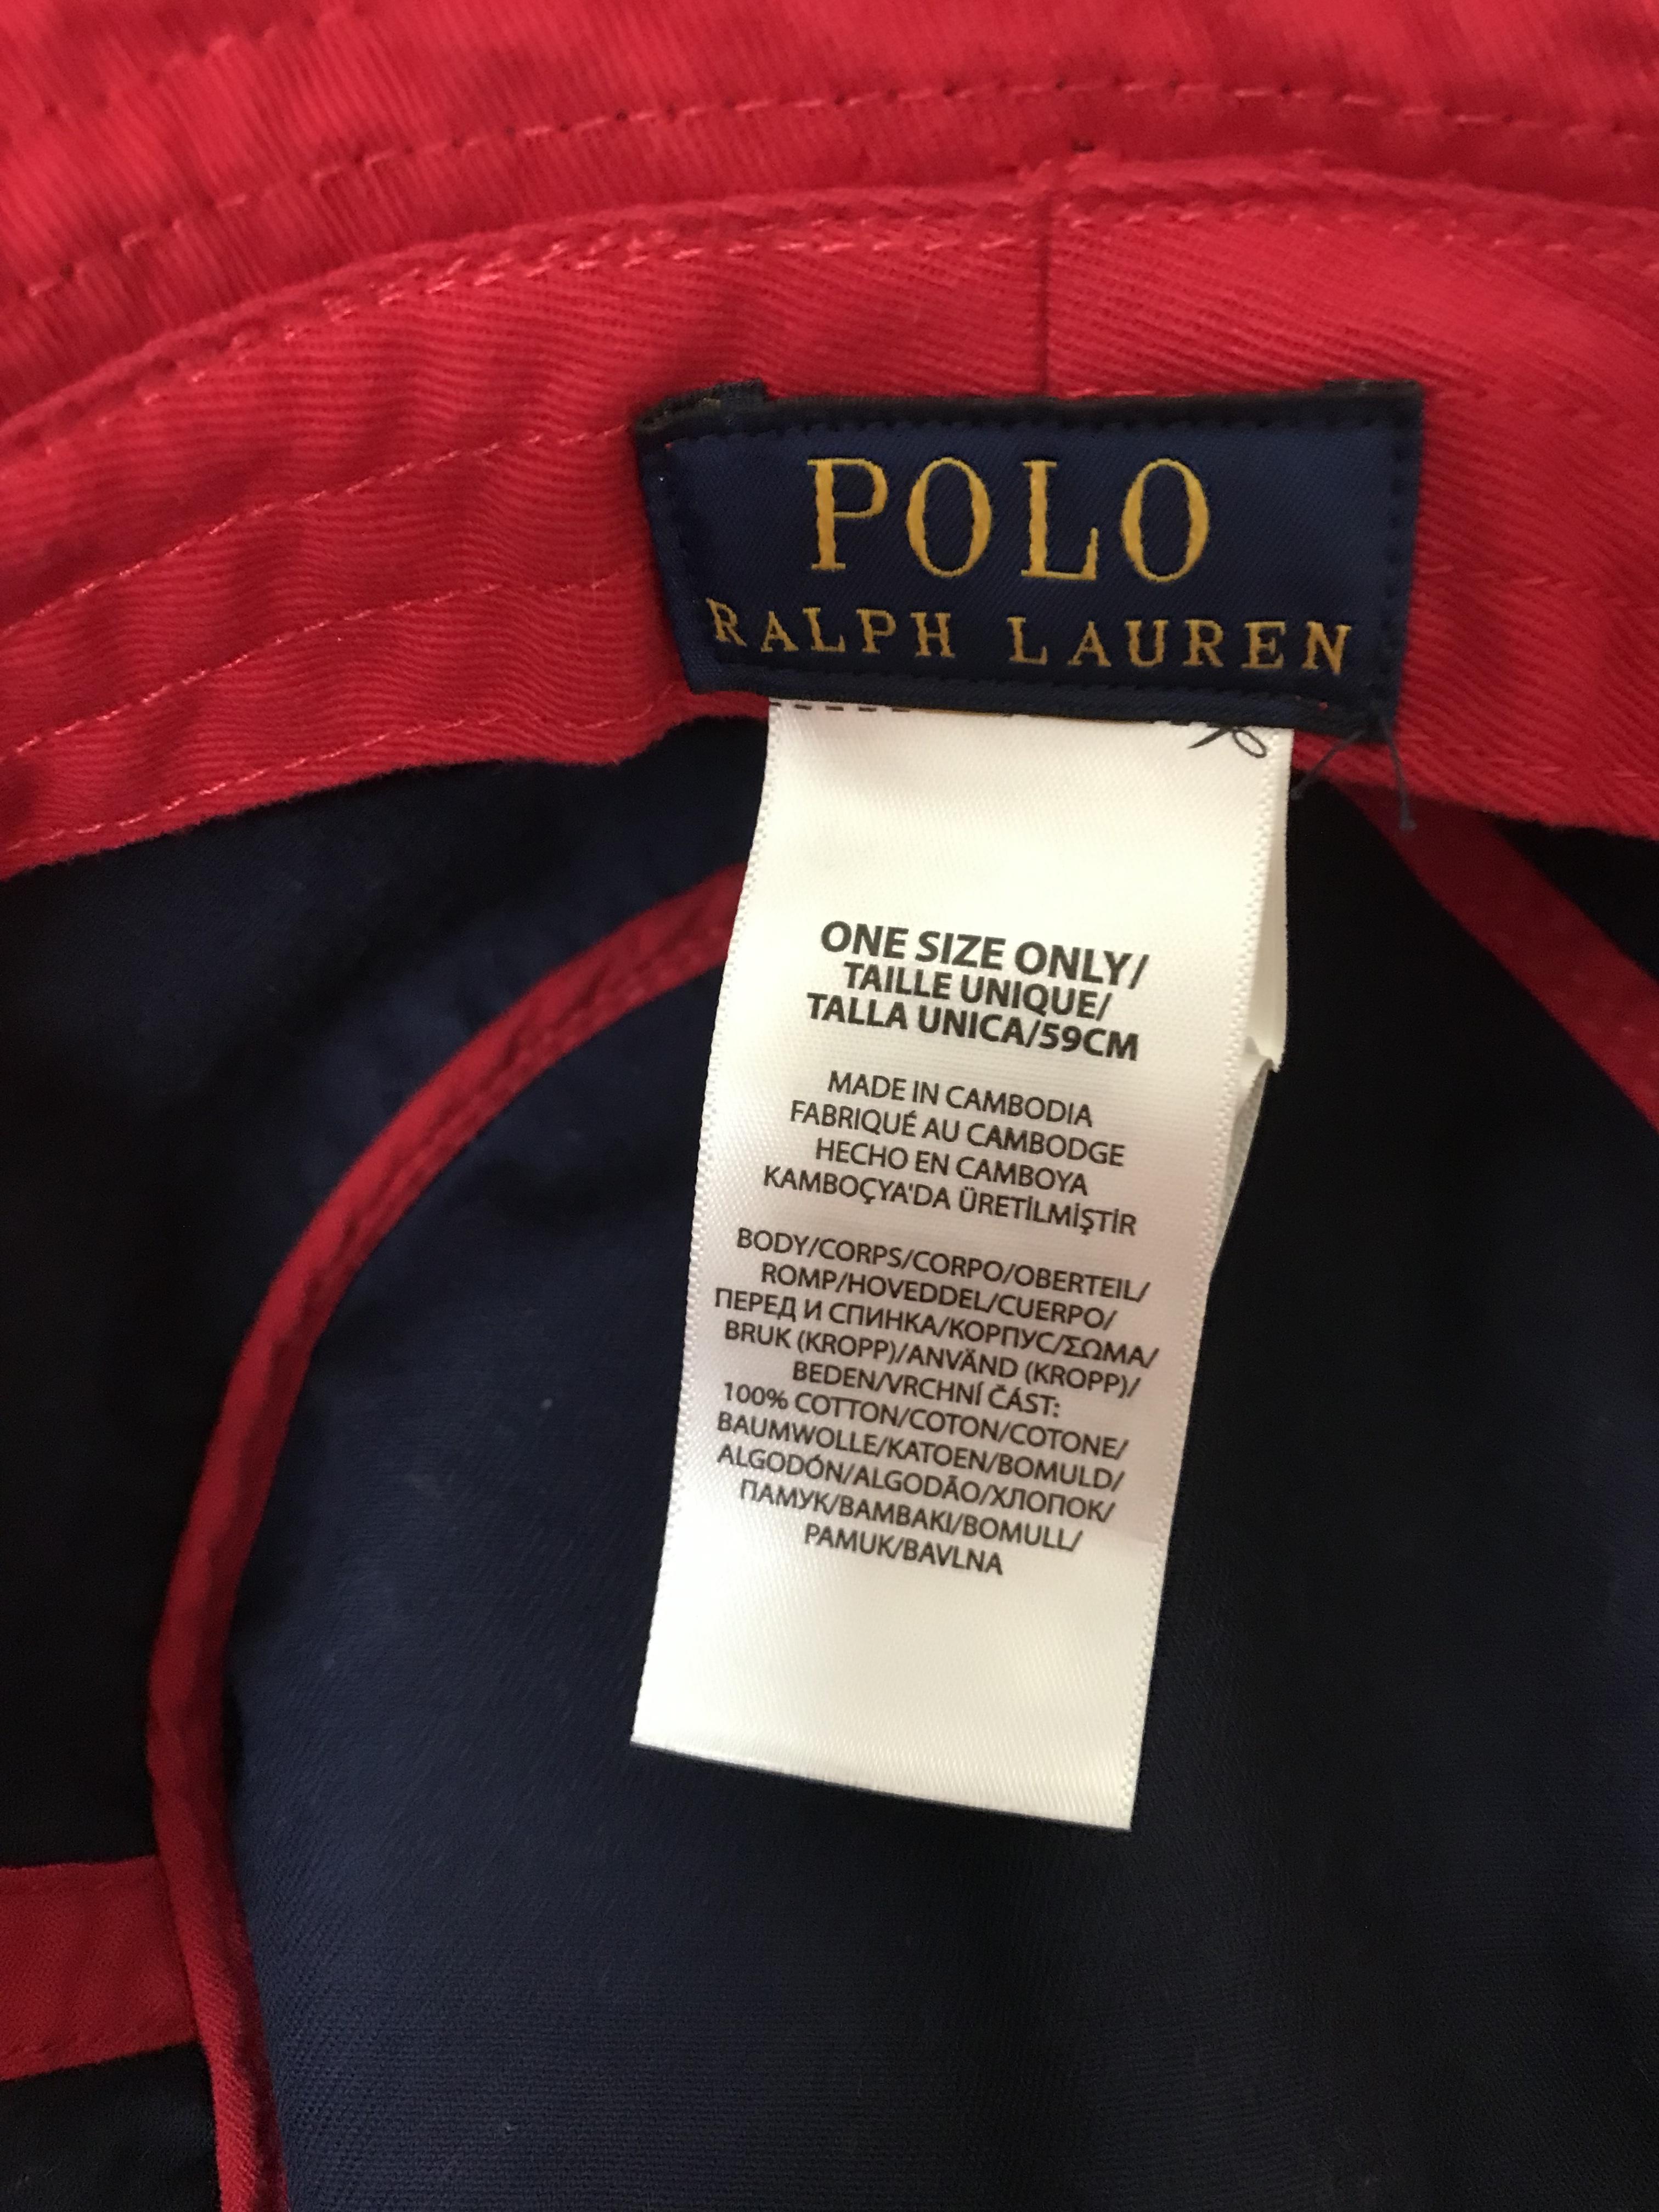 POLO
RALPH LAUREN
ONE SIZE ONLY/
TAILLE UNIQUE/
TALLA UNICA/59CM
MADE IN CAMBODIA
FABRIQUÉ AU CAMBODGE
HECHO EN CAMBOYA
KAMBOÇYA'DA ÜRETİLMİŞTİR
BODY/CORPS/CORPO/OBERTEIL/
ROMP/HOVEDDEL/CUERPO/
ПЕРЕД И СПИНКА/КОРПУС/ΣΩΜΑ/
BRUK (KROPP)/ANVÄND (KROPP)/
BEDEN/VRCHNÍ ČÁST:
100% COTTON/COTON/COTONE/
BAUMWOLLE/KATOEN/BOMULD/
ALGODÓN/ALGODÃO/ХЛОПОК/
ПАМУК/BAMBAKI/BOMULL/
PAMUK/BAVLNA